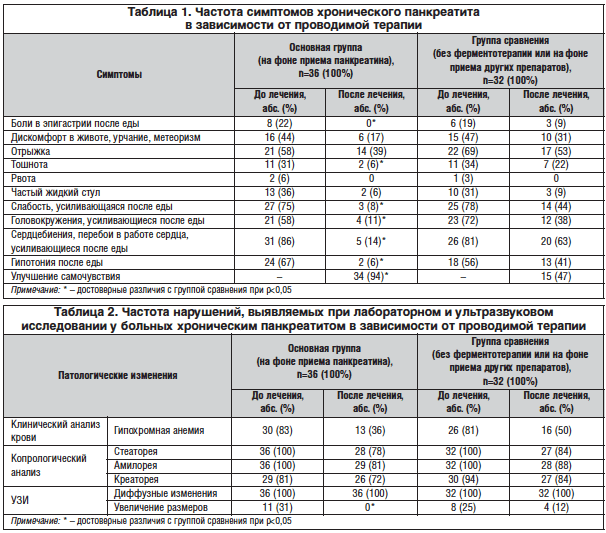 Таблица 1. Частота симптомов хронического панкреатита
в зависимости от проводимой терапии
Симптомы
Основная группа
(на фоне приема панкреатина),
n=36 (100%)
Группа сравнения
(без ферментотерапии или на фоне
приема других препаратов),
n=32 (100%)
До лечения, После лечения, До лечения, После лечения,
абс. (%) абс. (%) абс. (%) абс. (%)
Боли в эпигастрии после еды 8 (22) 0* 6 (19) 3 (9)
Дискомфорт в животе, урчание, метеоризм 16 (44) 6 (17) 15 (47) 10 (31)
Отрыжка 21 (58) 14 (39) 22 (69) 17 (53)
Тошнота 11 (31) 2 (6)* 11 (34) 7 (22)
Рвота 2 (6) 0 1 (3) 0
Частый жидкий стул 13 (36) 2 (6) 10 (31) 3 (9)
Слабость, усиливающаяся после еды 27 (75) 3 (8)* 25 (78) 14 (44)
Головокружения, усиливающиеся после еды 21 (58) 4 (11)* 23 (72) 12 (38)
Сердцебиения, перебои в работе сердца,
усиливающиеся после еды 31 (86) 5 (14)* 26 (81) 20 (63)
Гипотония после еды 24 (67) 2 (6)* 18 (56) 13 (41)
Улучшение самочувствия – 34 (94)* – 15 (47)
Примечание: * – достоверные различия с группой сравнения при p<0,05
Таблица 2. Частота нарушений, выявляемых при лабораторном и ультразвуковом
исследовании у больных хроническим панкреатитом в зависимости от проводимой терапии
Патологические изменения
Основная группа
(на фоне приема панкреатина),
n=36 (100%)
Группа сравнения
(без ферментотерапии или на фоне
приема других препаратов),
n=32 (100%)
До лечения, После лечения, До лечения, После лечения,
абс. (%) абс. (%) абс. (%) абс. (%)
Клинический анализ
крови
Гипохромная анемия 30 (83) 13 (36) 26 (81) 16 (50)
Копрологический
анализ
Стеаторея 36 (100) 28 (78) 32 (100) 27 (84)
Амилорея 36 (100) 29 (81) 32 (100) 28 (88)
Креаторея 29 (81) 26 (72) 30 (94) 27 (84)
УЗИ
Диффузные изменения 36 (100) 36 (100) 32 (100) 32 (100)
Увеличение размеров 11 (31) 0* 8 (25) 4 (12)
Примечание: * – достоверные различия с группой сравнения при p<0,05